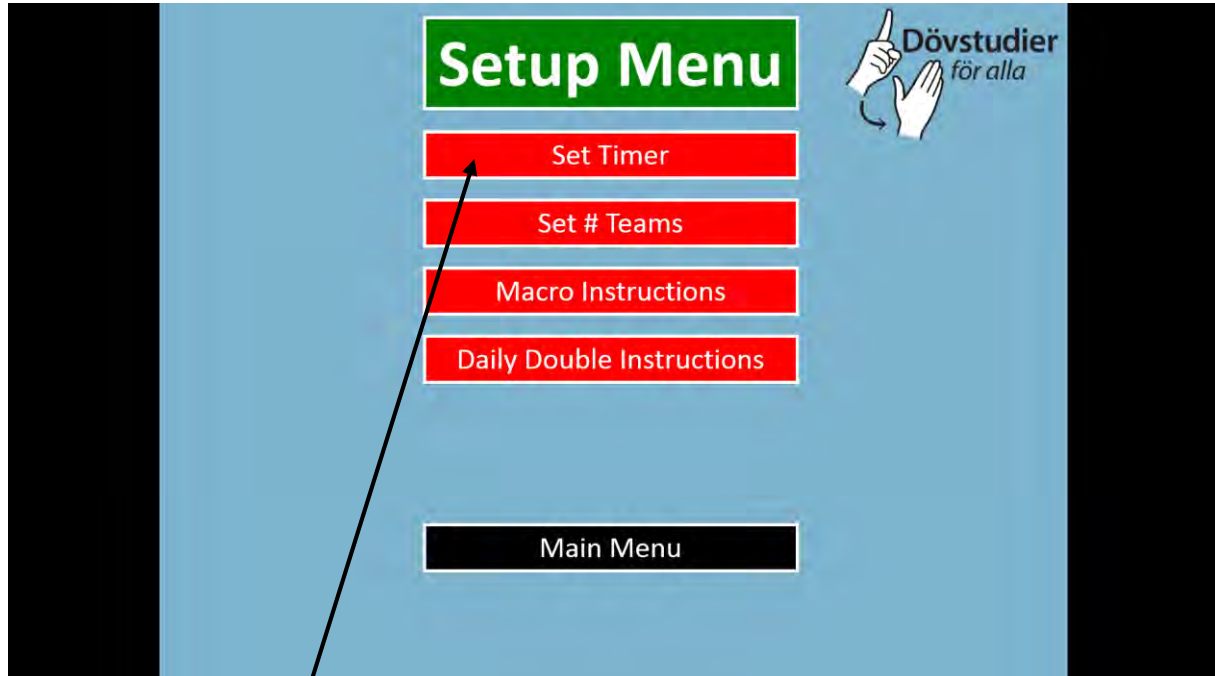 Setup Menu
Dövstudier
för alla
Set Timer
Set # Teams
Macro Instructions
Daily Double Instructions
Main Menu